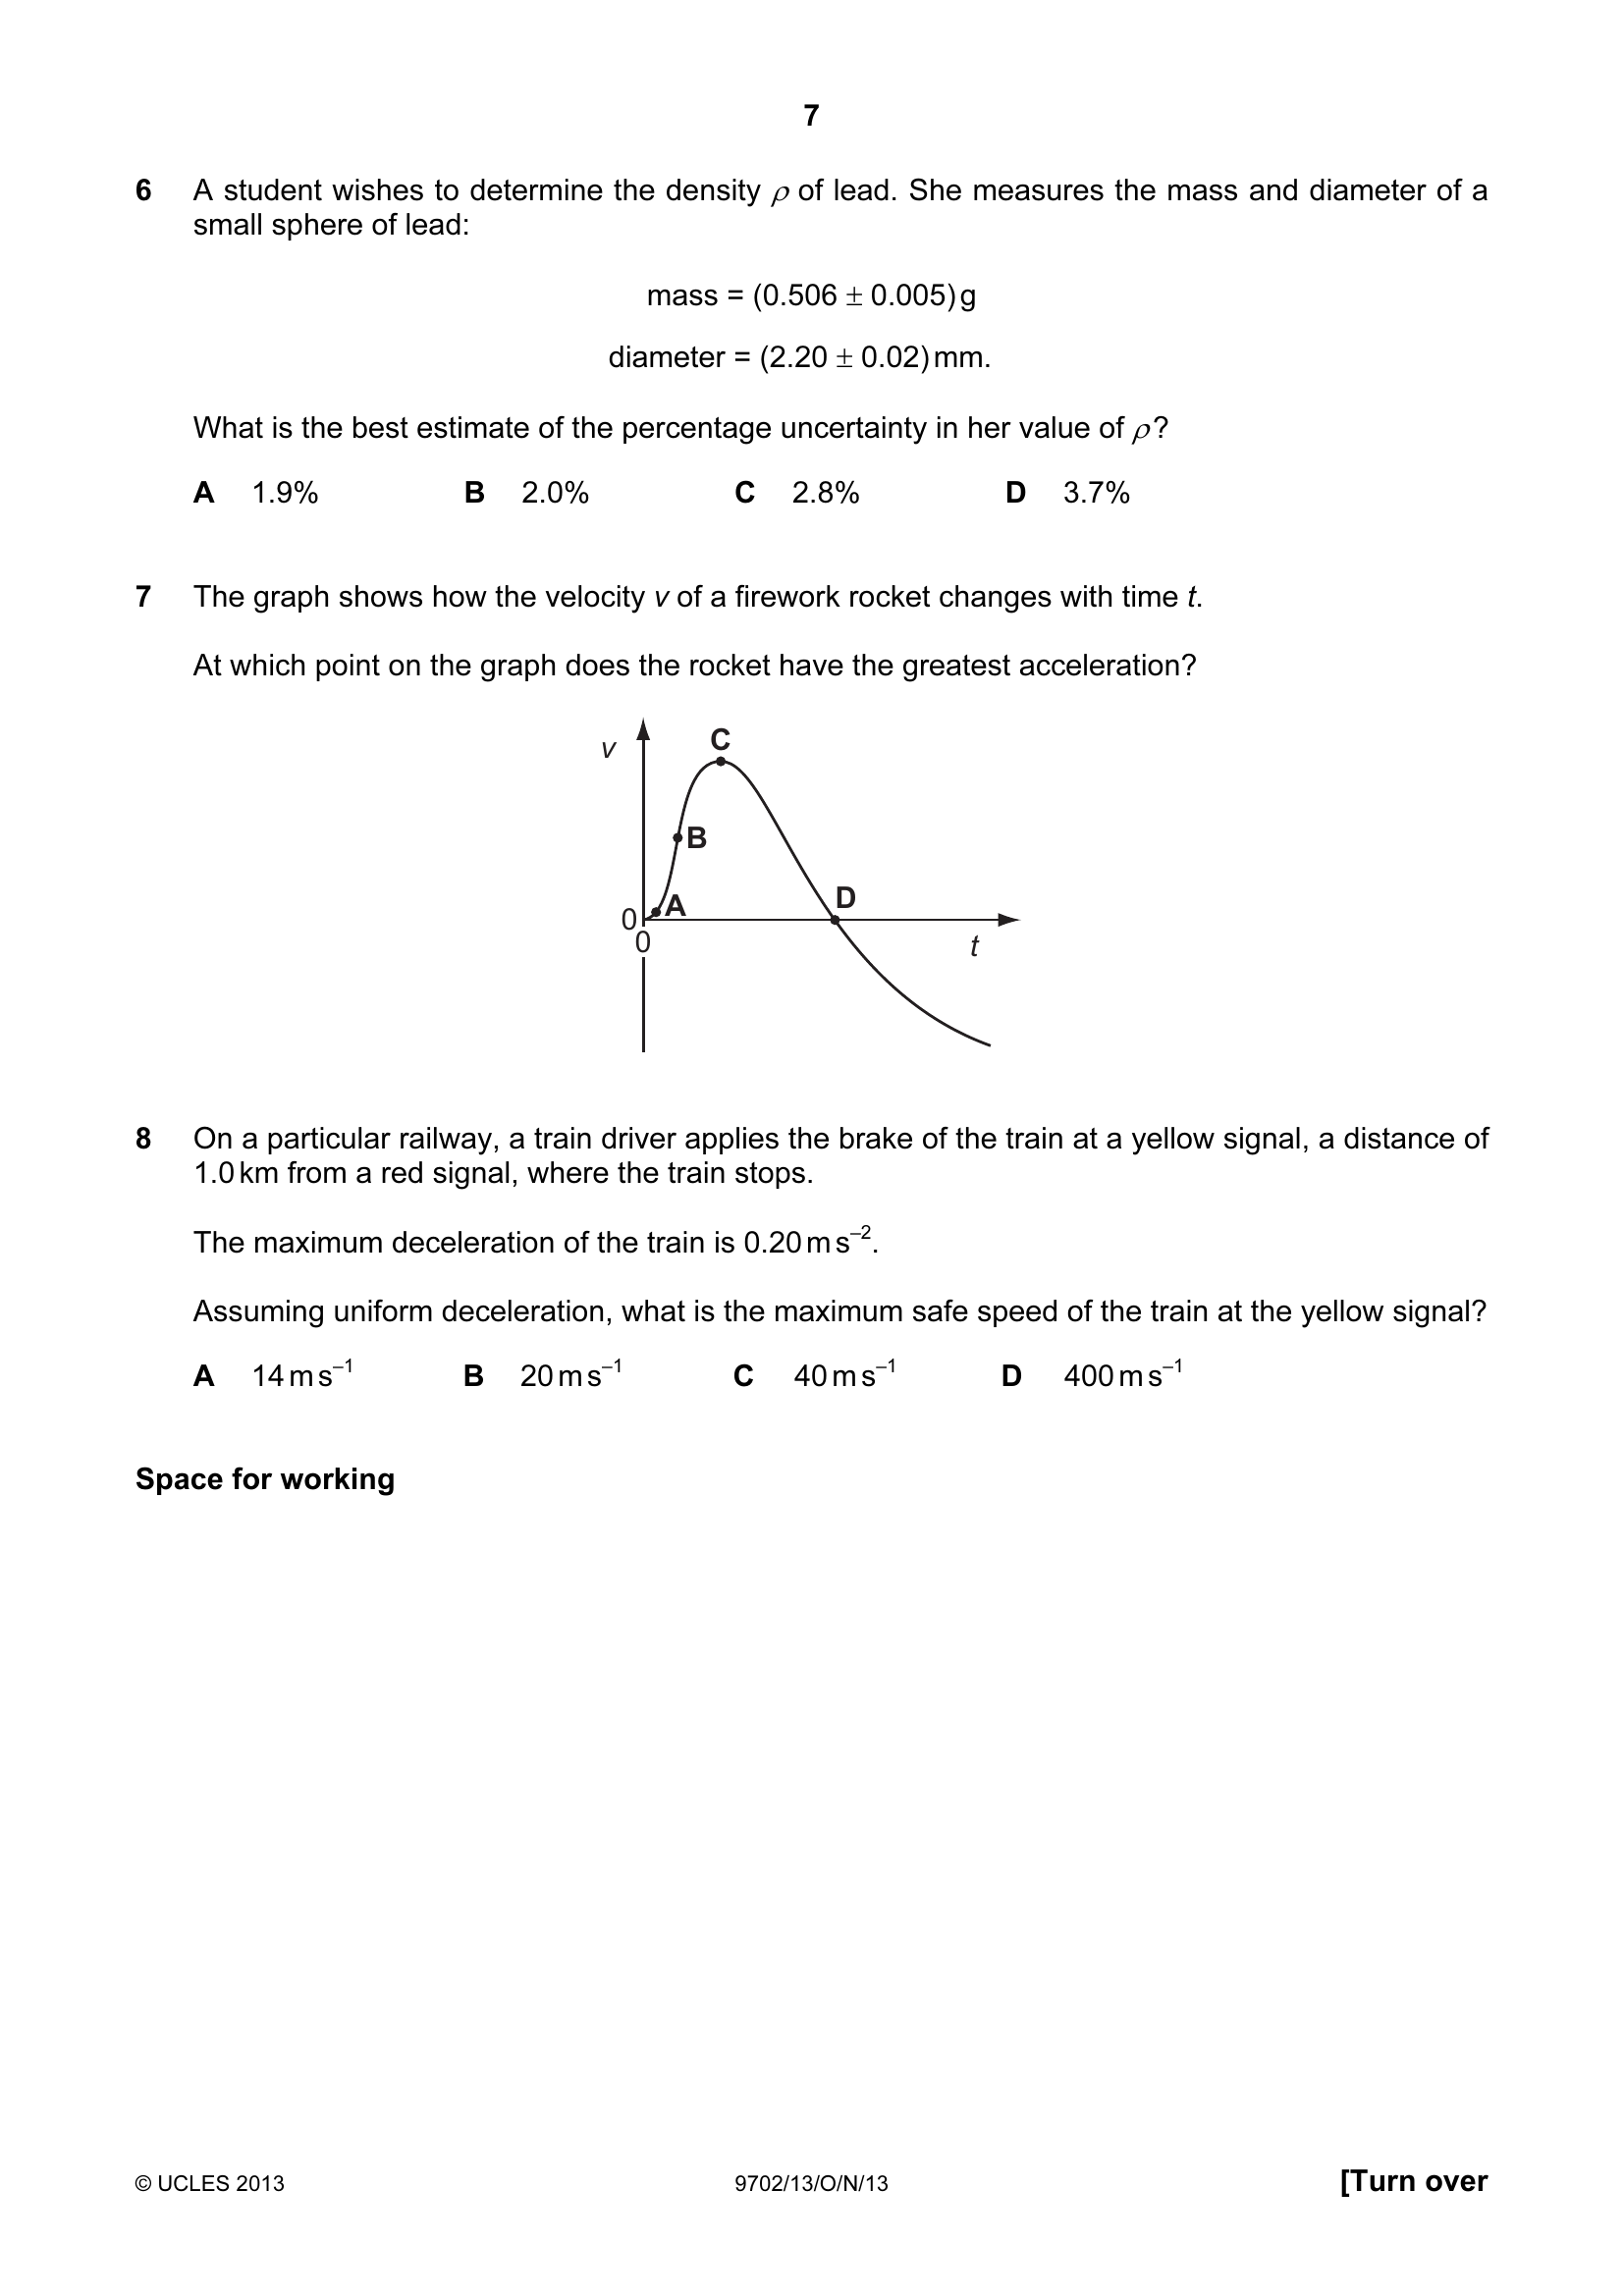 7
6 A student wishes to determine the density ρ of lead. She measures the mass and diameter of a
small sphere of lead:
mass = (0.506 ± 0.005) g
diameter = (2.20 ± 0.02) mm.
What is the best estimate of the percentage uncertainty in her value of ρ?
A 1.9% B 2.0% C 2.8% D 3.7%
7 The graph shows how the velocity v of a firework rocket changes with time t.
At which point on the graph does the rocket have the greatest acceleration?
v
C
B
A
D
0
0
t
8 On a particular railway, a train driver applies the brake of the train at a yellow signal, a distance of
1.0 km from a red signal, where the train stops.
The maximum deceleration of the train is 0.20 m s⁻².
Assuming uniform deceleration, what is the maximum safe speed of the train at the yellow signal?
A 14 m s⁻¹ B 20 m s⁻¹ C 40 m s⁻¹ D 400 m s⁻¹
Space for working
© UCLES 2013 9702/13/O/N/13 [Turn over